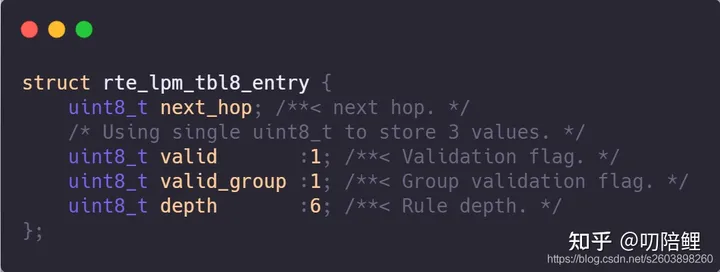 struct rte_lpm_tbl8_entry {
    uint8_t next_hop; /**< next hop. */
    /* Using single uint8_t to store 3 values. */
    uint8_t valid       :1; /**< Validation flag. */
    uint8_t valid_group :1; /**< Group validation flag. */
    uint8_t depth       :6; /**< Rule depth. */
};
知乎 @叨陪鲤
https://blog.csdn.net/s2603898260